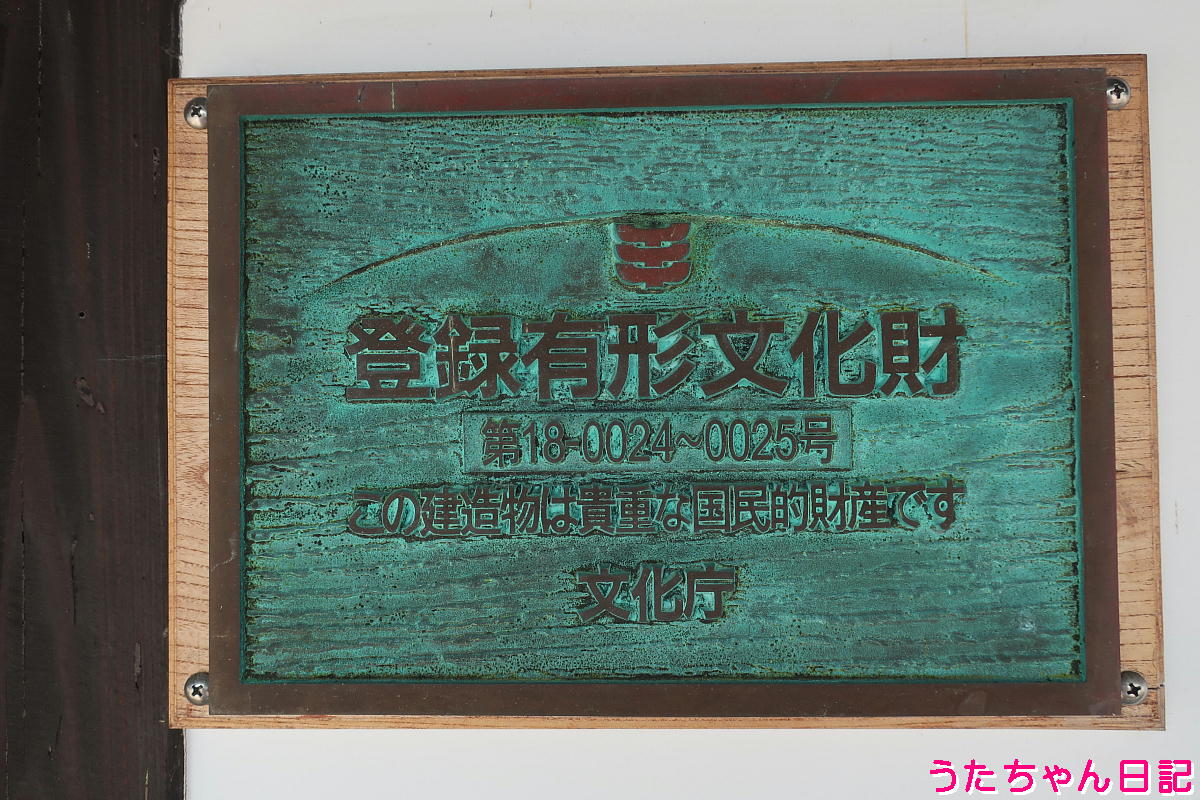 登録有形文化財
第18-0024~0025号
この建造物は貴重な国民的財産です
文化庁
うたちゃん日記